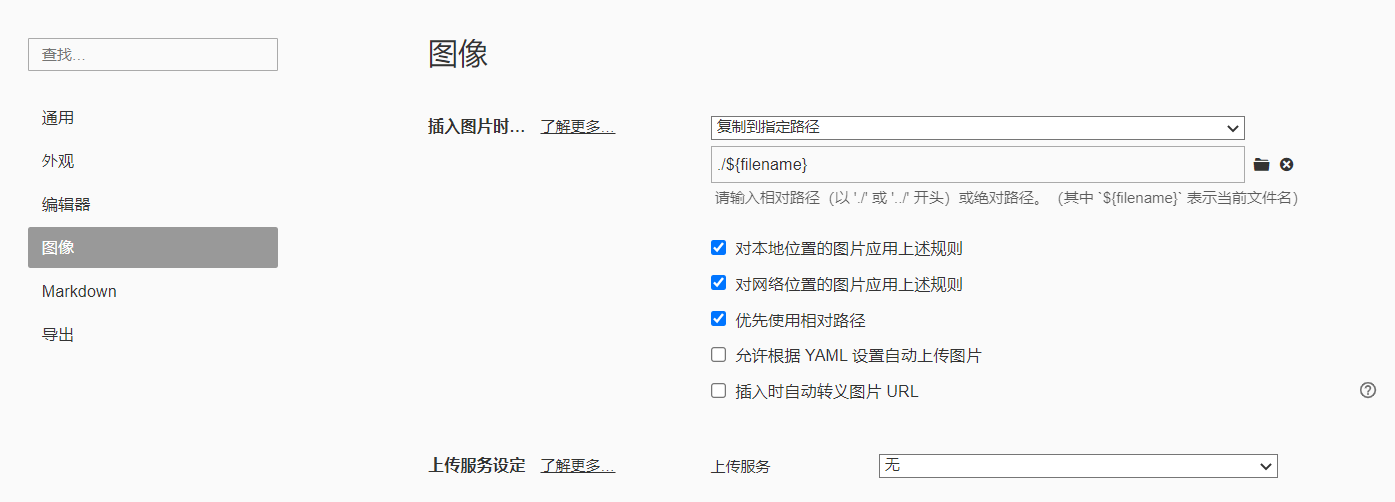 查找...
通用
外观
编辑器
图像
Markdown
导出
图像
插入图片时... 了解更多... 复制到指定路径
./${filename}
请输入相对路径（以 './' 或 '../' 开头）或绝对路径。（其中 `${filename}` 表示当前文件名）
对本地位置的图片应用上述规则
对网络位置的图片应用上述规则
优先使用相对路径
允许根据 YAML 设置自动上传图片
插入时自动转义图片 URL
上传服务设定 了解更多... 上传服务 无